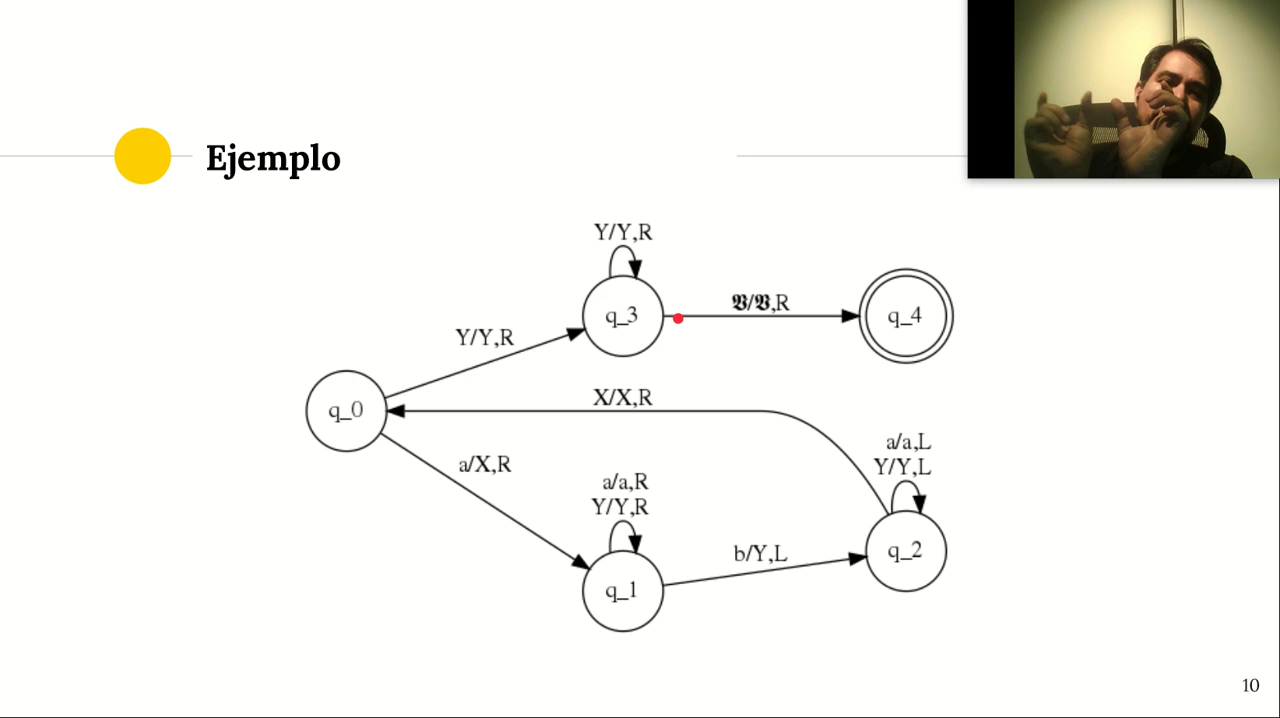 Ejemplo
Y/Y,R
𝔅/𝔅,R
q_3
q_4
Y/Y,R
X/X,R
q_0
a/a,L
Y/Y,L
a/X,R
a/a,R
Y/Y,R
q_2
b/Y,L
q_1
10